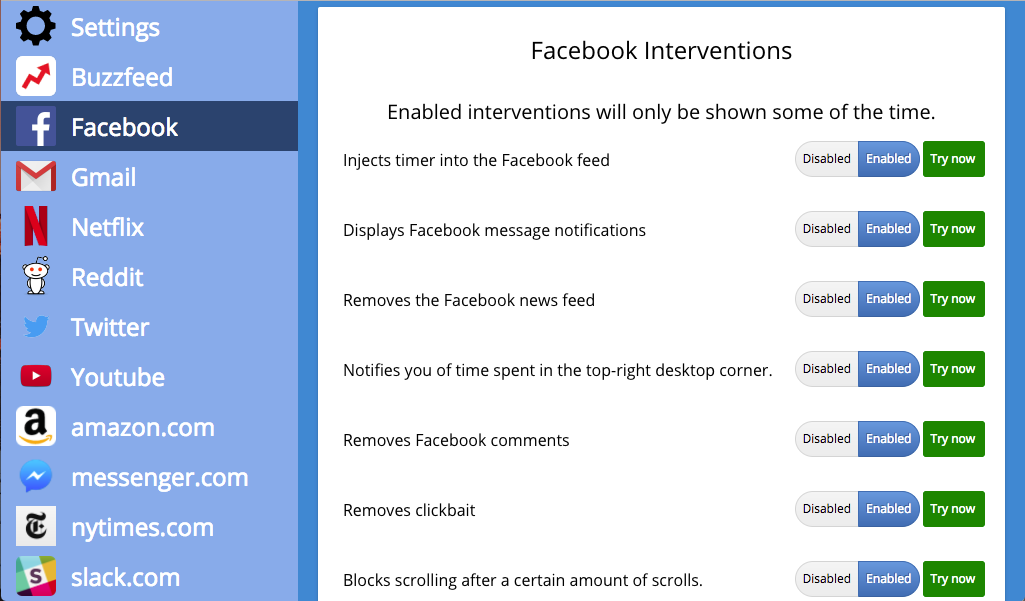 Settings
Buzzfeed
Facebook
Gmail
Netflix
Reddit
Twitter
Youtube
amazon.com
messenger.com
nytimes.com
slack.com
Facebook Interventions
Enabled interventions will only be shown some of the time.
Injects timer into the Facebook feed Disabled Enabled Try now
Displays Facebook message notifications Disabled Enabled Try now
Removes the Facebook news feed Disabled Enabled Try now
Notifies you of time spent in the top-right desktop corner. Disabled Enabled Try now
Removes Facebook comments Disabled Enabled Try now
Removes clickbait Disabled Enabled Try now
Blocks scrolling after a certain amount of scrolls. Disabled Enabled Try now